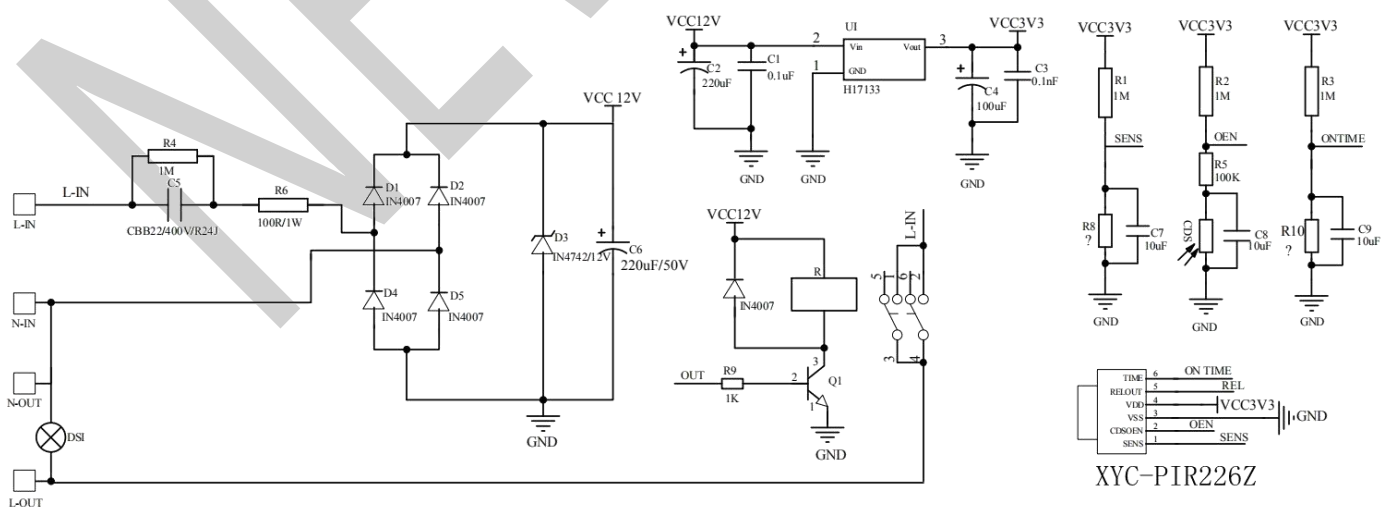 L-IN
L-IN
R4
1M
C5
CBB22/400V/R24J
R6
100R/1W
N-IN
N-OUT
DSI
L-OUT
D1
IN4007
D2
IN4007
D4
IN4007
D5
IN4007
VCC 12V
D3
IN4742/12V
+
C6
220uF/50V
GND
VCC12V
+
C2
220uF
C1
0.1uF
GND
2
1
UI
Vin
Vout
GND
H17133
3
GND
VCC3V3
+
C4
100uF
C3
0.1nF
GND
VCC12V
IN4007
R
OUT
R9
1K
2
3
1
Q1
GND
L-IN
5
1
6
2
3
4
VCC3V3
R1
1M
SENS
R8
?
C7
10uF
GND
VCC3V3
R2
1M
OEN
R5
100K
CDS
C8
10uF
GND
VCC3V3
R3
1M
ONTIME
R10
?
C9
10uF
GND
TIME 6 ON TIME
RELOUT 5 REL
VDD 4 VCC3V3
VSS 3 GND
CDSOEN 2 OEN
SENS 1 SENS
XYC-PIR226Z